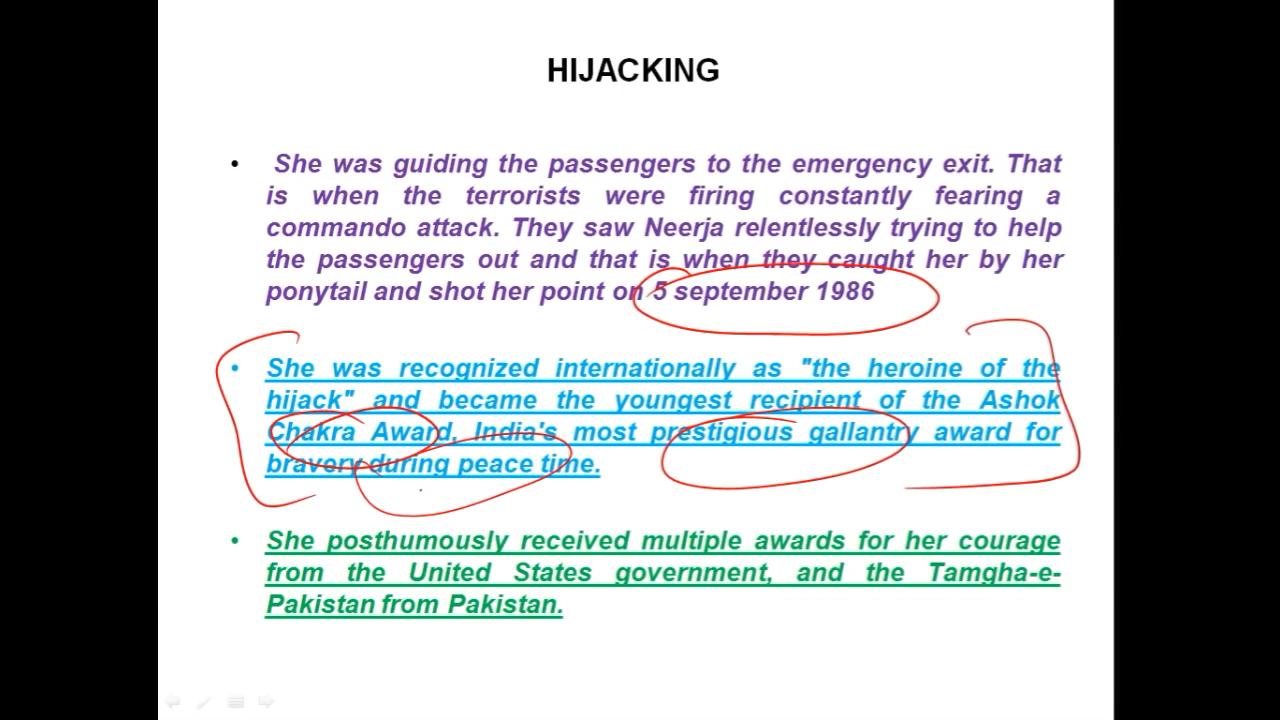 HIJACKING
• She was guiding the passengers to the emergency exit. That
is when the terrorists were firing constantly fearing a
commando attack. They saw Neerja relentlessly trying to help
the passengers out and that is when they caught her by her
ponytail and shot her point on 5 september 1986
• She was recognized internationally as "the heroine of the
hijack" and became the youngest recipient of the Ashok
Chakra Award, India's most prestigious gallantry award for
bravery during peace time.
• She posthumously received multiple awards for her courage
from the United States government, and the Tamgha-e-
Pakistan from Pakistan.